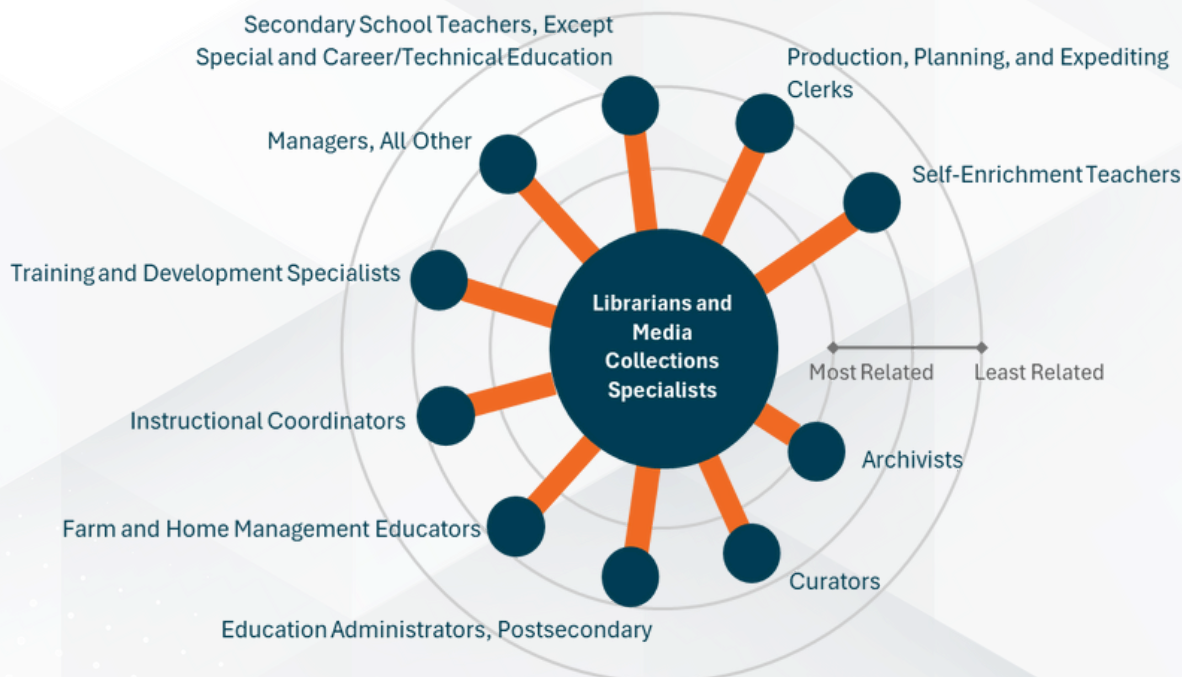 Secondary School Teachers, Except
Special and Career/Technical Education
Production, Planning, and Expediting
Clerks
Managers, All Other
Self-Enrichment Teachers
Training and Development Specialists
Librarians and
Media
Collections
Specialists
Most Related
Least Related
Instructional Coordinators
Archivists
Farm and Home Management Educators
Curators
Education Administrators, Postsecondary